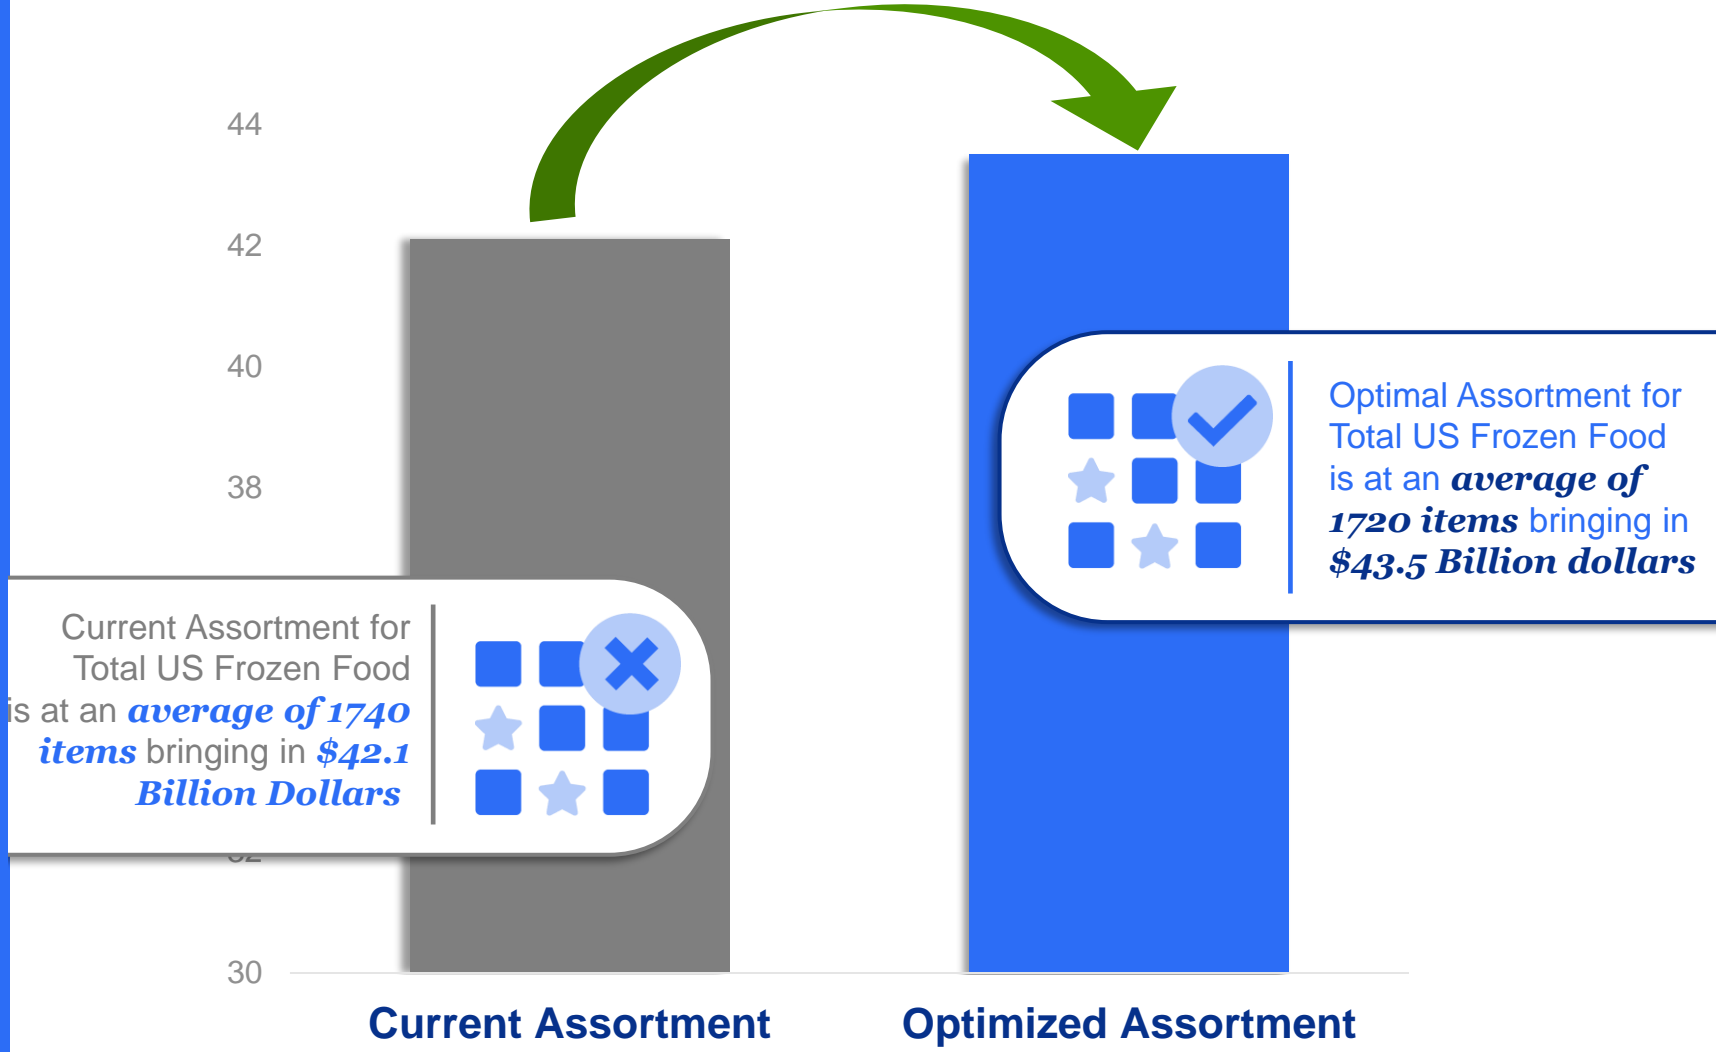 44
42
40
38
30
Current Assortment for
Total US Frozen Food
is at an average of 1740
items bringing in $42.1
Billion Dollars
Optimal Assortment for
Total US Frozen Food
is at an average of
1720 items bringing in
$43.5 Billion dollars
Current Assortment
Optimized Assortment